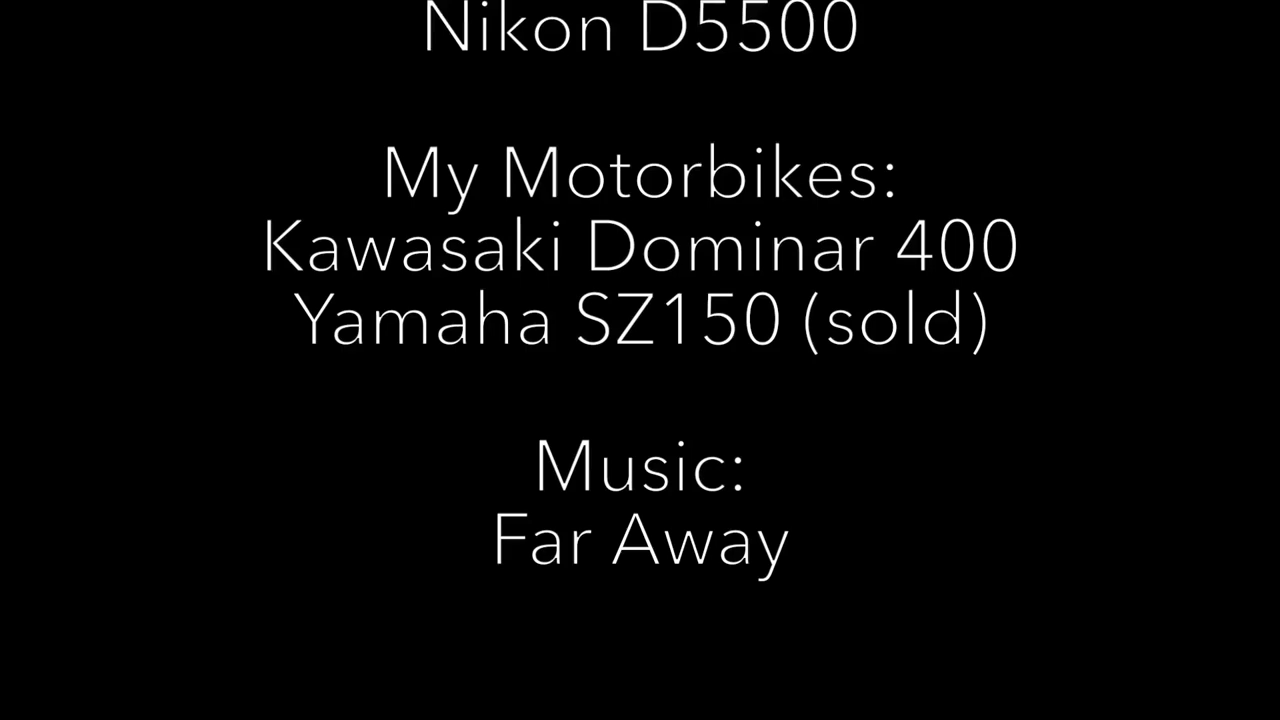 Nikon D5500
My Motorbikes:
Kawasaki Dominar 400
Yamaha SZ150 (sold)
Music:
Far Away